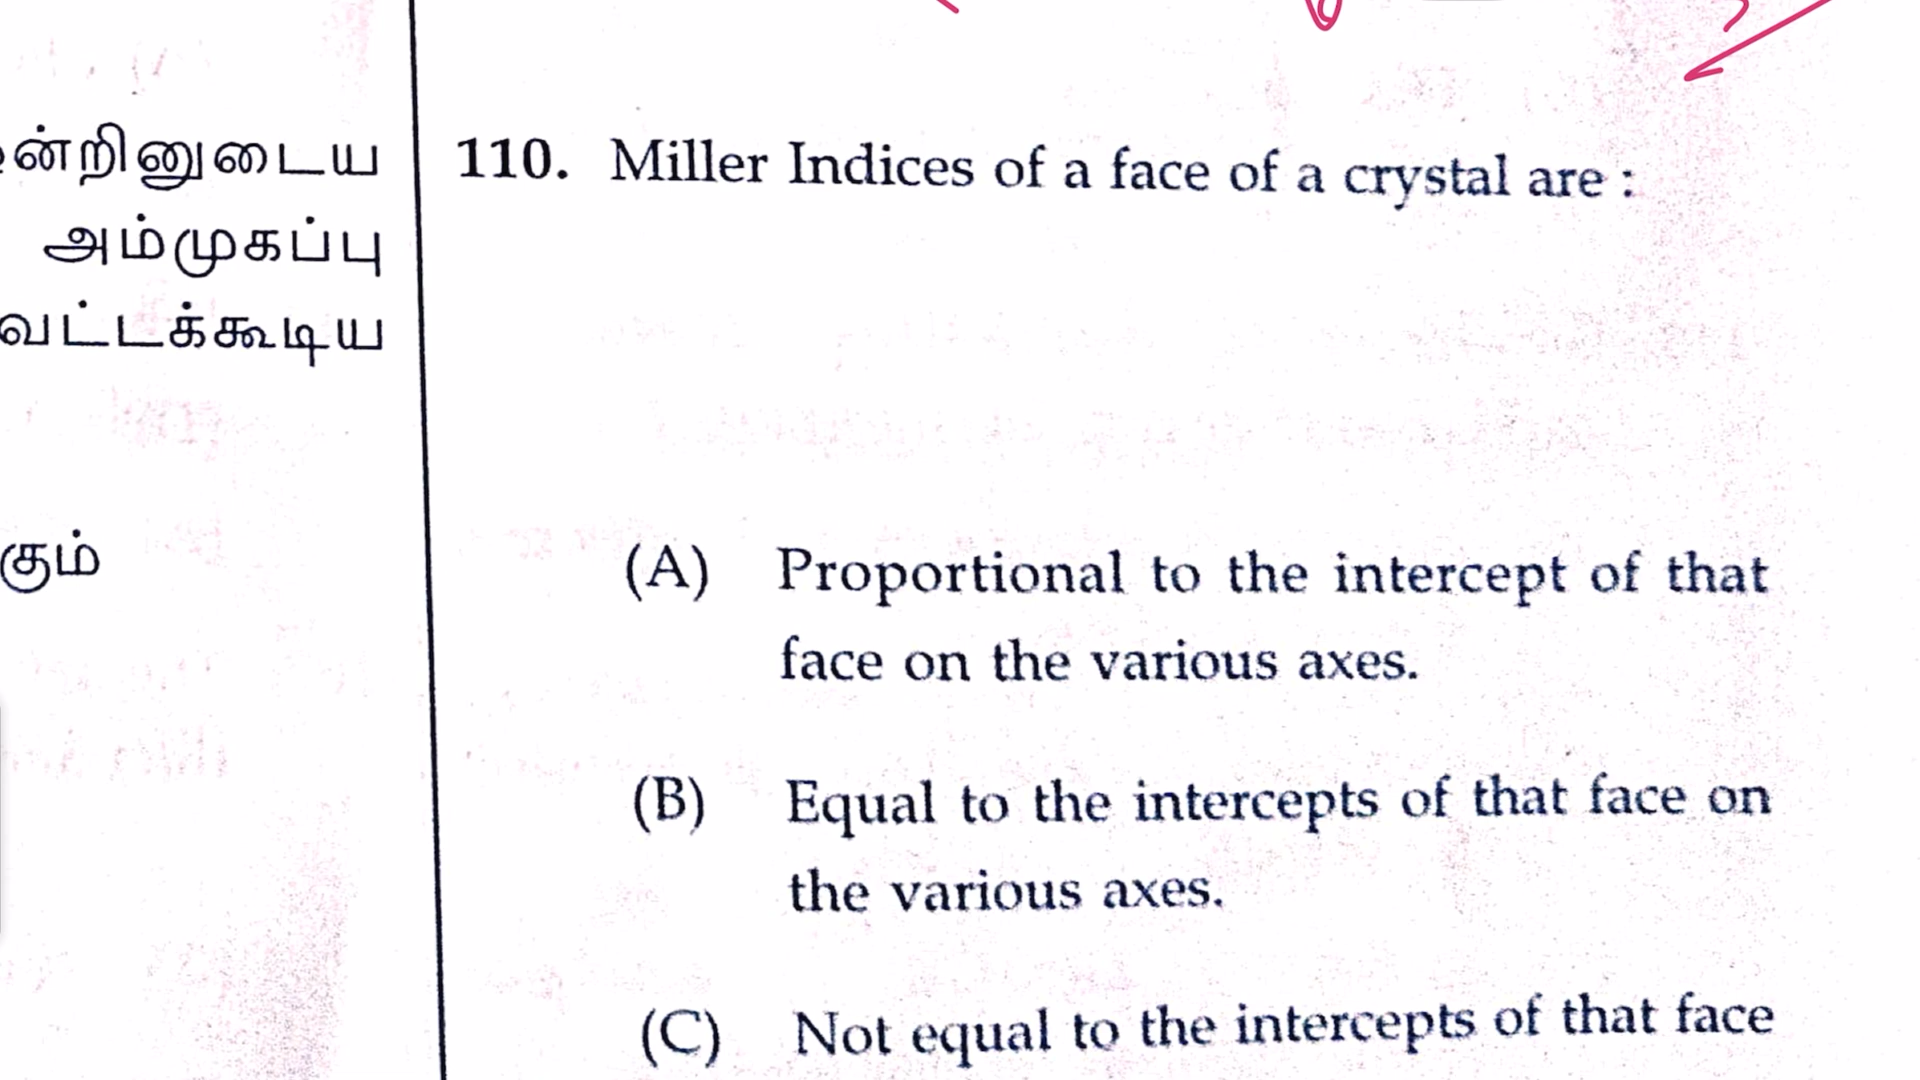 னுடைய
அம்முகப்பு
வட்டக்கூடிய
கும்
110. Miller Indices of a face of a crystal are :
(A) Proportional to the intercept of that
face on the various axes.
(B) Equal to the intercepts of that face on
the various axes.
(C) Not equal to the intercepts of that face